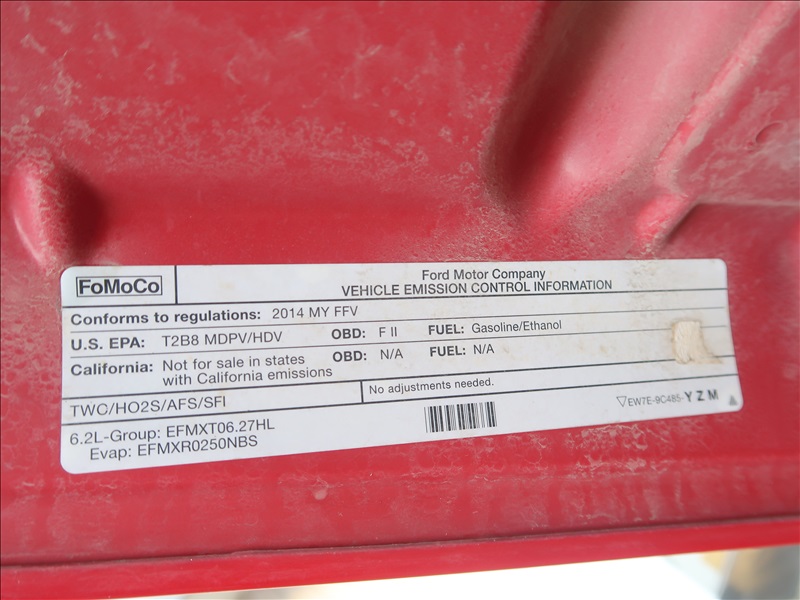 FoMoCo
Ford Motor Company
VEHICLE EMISSION CONTROL INFORMATION
Conforms to regulations: 2014 MY FFV
U.S. EPA: T2B8 MDPV/HDV OBD: F II FUEL: Gasoline/Ethanol
California: Not for sale in states with California emissions OBD: N/A FUEL: N/A
TWC/HO2S/AFS/SFI
No adjustments needed.
6.2L-Group: EFMXT06.27HL
Evap: EFMXR0250NBS
EW7E-9C485-YZM